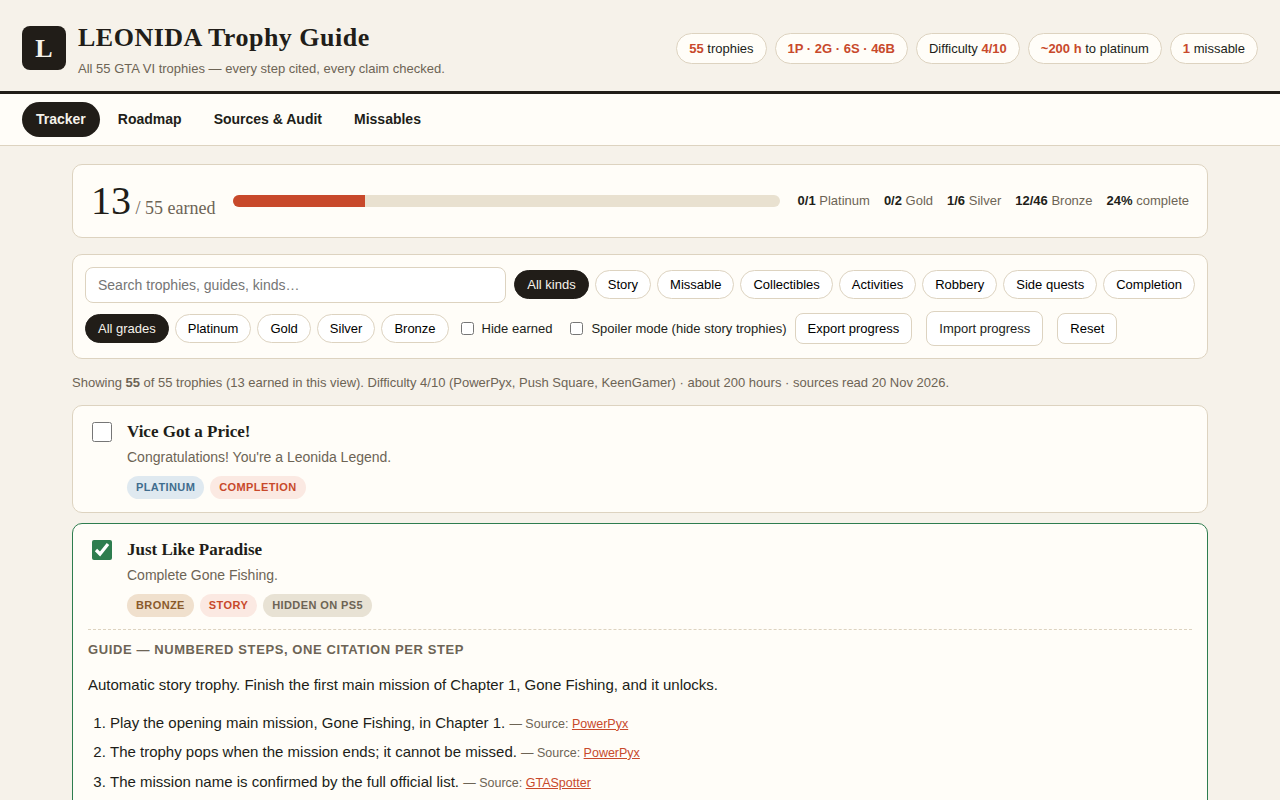 L
LEONIDA Trophy Guide
All 55 GTA VI trophies — every step cited, every claim checked.
55 trophies
1P · 2G · 6S · 46B
Difficulty 4/10
~200 h to platinum
1 missable
Tracker Roadmap Sources & Audit Missables
13 / 55 earned
0/1 Platinum 0/2 Gold 1/6 Silver 12/46 Bronze 24% complete
Search trophies, guides, kinds…
All kinds Story Missable Collectibles Activities Robbery Side quests Completion
All grades Platinum Gold Silver Bronze Hide earned Spoiler mode (hide story trophies) Export progress Import progress Reset
Showing 55 of 55 trophies (13 earned in this view). Difficulty 4/10 (PowerPyx, Push Square, KeenGamer) · about 200 hours · sources read 20 Nov 2026.
Vice Got a Price!
Congratulations! You're a Leonida Legend.
PLATINUM COMPLETION
Just Like Paradise
Complete Gone Fishing.
BRONZE STORY HIDDEN ON PS5
GUIDE — NUMBERED STEPS, ONE CITATION PER STEP
Automatic story trophy. Finish the first main mission of Chapter 1, Gone Fishing, and it unlocks.
1. Play the opening main mission, Gone Fishing, in Chapter 1. — Source: PowerPyx
2. The trophy pops when the mission ends; it cannot be missed. — Source: PowerPyx
3. The mission name is confirmed by the full official list. — Source: GTASpotter